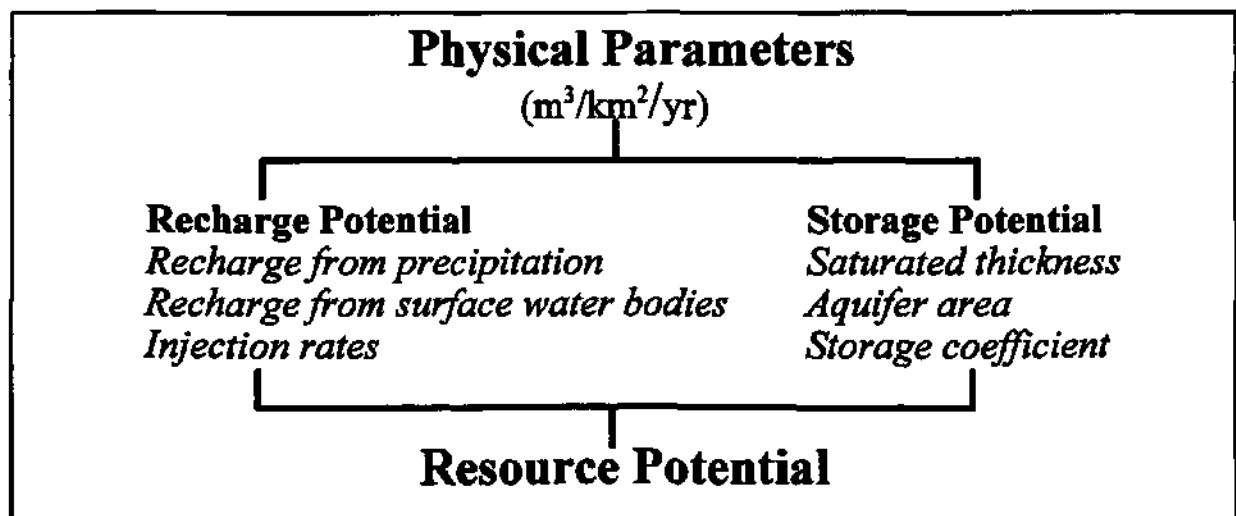 Physical Parameters
(m³/km²/yr)
Recharge Potential
Recharge from precipitation
Recharge from surface water bodies
Injection rates
Storage Potential
Saturated thickness
Aquifer area
Storage coefficient
Resource Potential